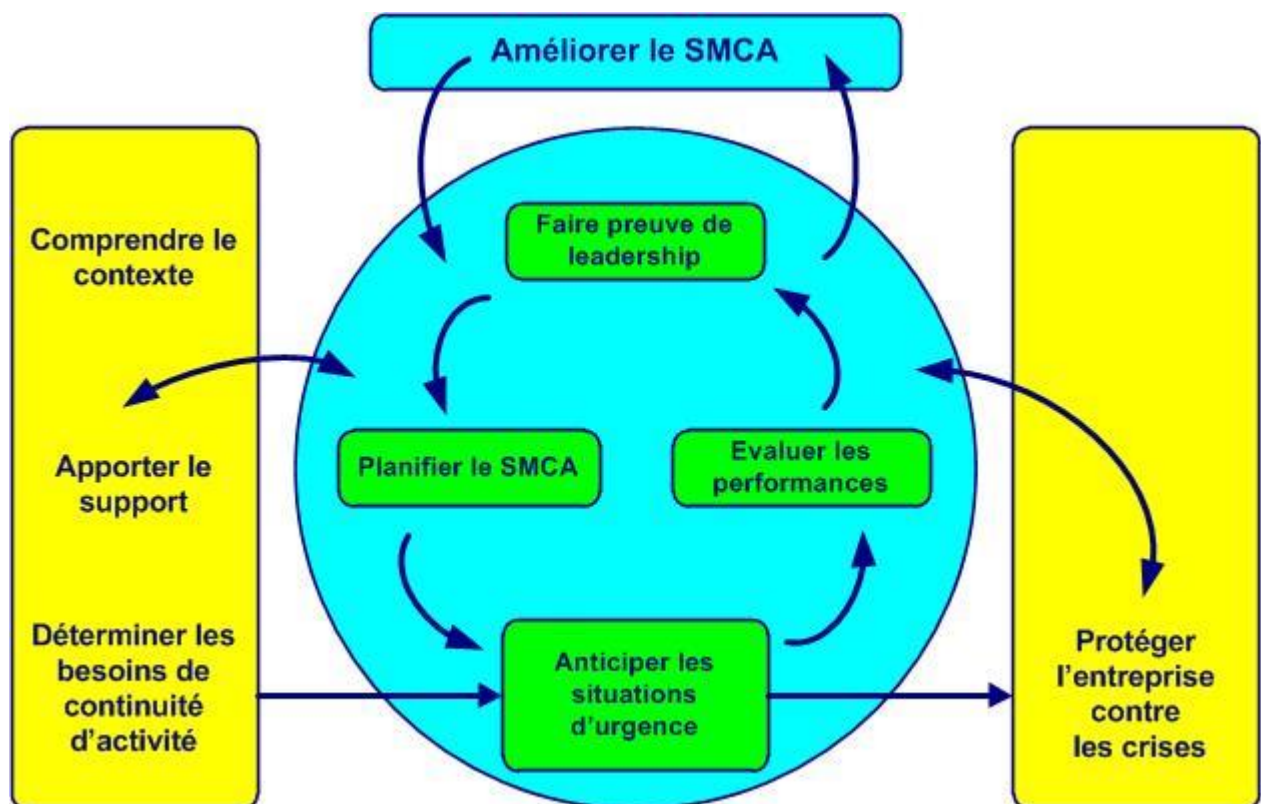 Améliorer le SMCA
Comprendre le
contexte
Apporter le
support
Déterminer les
besoins de
continuité
d'activité
Faire preuve de
leadership
Planifier le SMCA
Evaluer les
performances
Anticiper les
situations
d'urgence
Protéger
l'entreprise
contre
les crises